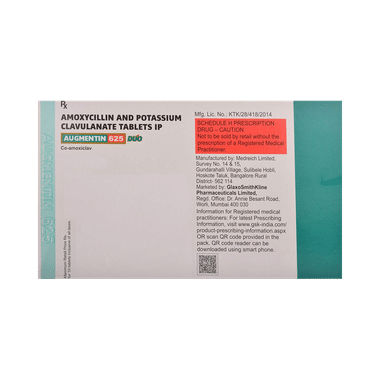 Rx
AMOXYCILLIN AND POTASSIUM
CLAVULANATE TABLETS IP
AUGMENTIN 625 DUO
Co-amoxiclav
AUGMENTIN 625
Mfg. Lic. No.: KTK/28/418/2014
SCHEDULE H PRESCRIPTION
DRUG – CAUTION
Not to be sold by retail without the
prescription of a Registered Medical
Practitioner.
Manufactured by: Medreich Limited,
Survey No. 14 & 15.
Gundarahalli Village, Sulibele Hobli,
Hoskote Taluk, Bangalore Rural
District- 562 114
Marketed by: GlaxoSmithKline
Pharmaceuticals Limited,
Regd. Office: Dr. Annie Besant Road,
Worli, Mumbai 400 030
Information for Registered medical
practitioners: For latest Prescribing
Information, visit www.gsk-india.com/
product-prescribing-information.aspx
OR scan QR code provided in the
pack. QR code reader can be
downloaded using smart phone.